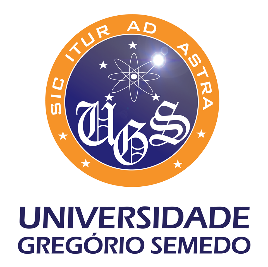 SIC ITUR AD ASTRA
UGS
UNIVERSIDADE
GREGÓRIO SEMEDO